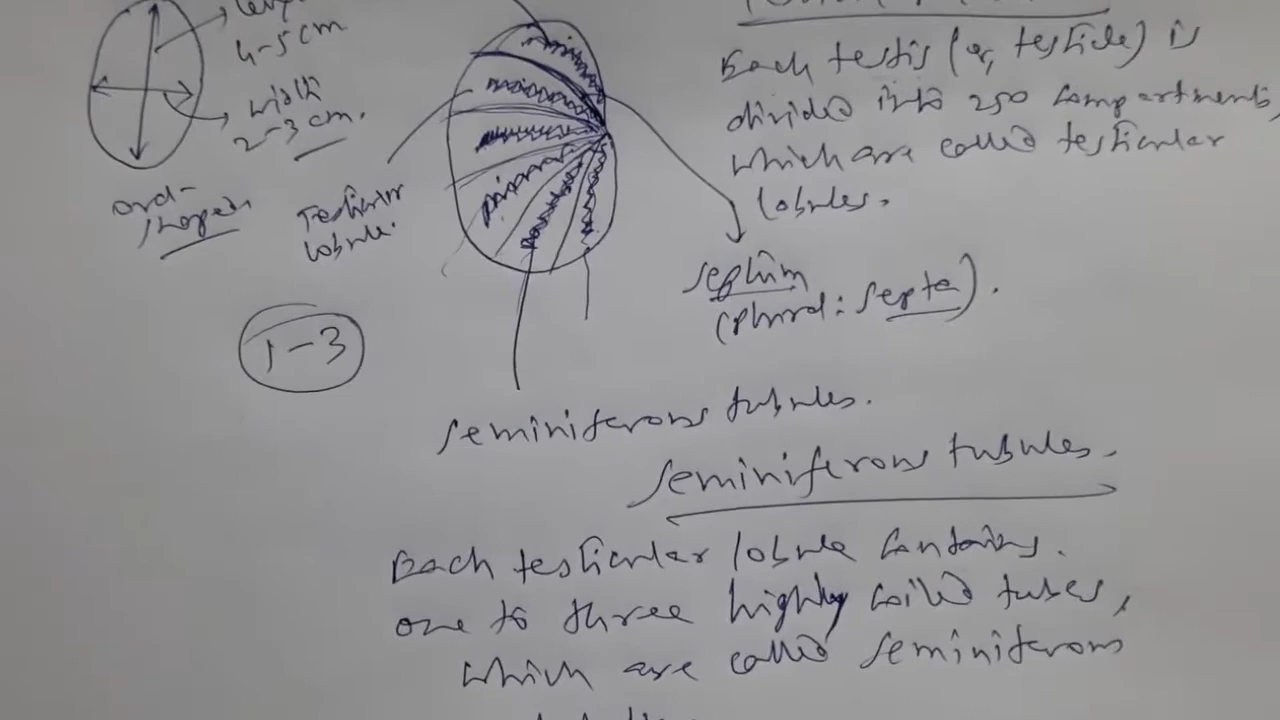 4-5 cm
width
2-3 cm.
oval-
shaped
Testicular
lobule.
Each testis (or, testicle) is
divided into 250 compartments,
which are called testicular
lobules.
septum
(plural: septa).
1-3
seminiferous tubules.
seminiferous tubules.
Each testicular lobule contains.
one to three highly coiled tubes,
which are called seminiferous